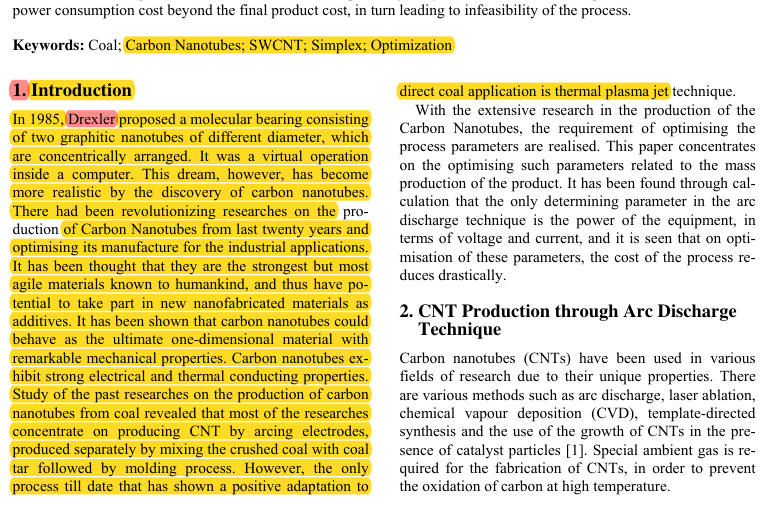 power consumption cost beyond the final product cost, in turn leading to infeasibility of the process.
Keywords: Coal; Carbon Nanotubes; SWCNT; Simplex; Optimization
1. Introduction
In 1985, Drexler proposed a molecular bearing consisting
of two graphitic nanotubes of different diameter, which
are concentrically arranged. It was a virtual operation
inside a computer. This dream, however, has become
more realistic by the discovery of carbon nanotubes.
There had been revolutionizing researches on the pro-
duction of Carbon Nanotubes from last twenty years and
optimising its manufacture for the industrial applications.
It has been thought that they are the strongest but most
agile materials known to humankind, and thus have po-
tential to take part in new nanofabricated materials as
additives. It has been shown that carbon nanotubes could
behave as the ultimate one-dimensional material with
remarkable mechanical properties. Carbon nanotubes ex-
hibit strong electrical and thermal conducting properties.
Study of the past researches on the production of carbon
nanotubes from coal revealed that most of the researches
concentrate on producing CNT by arcing electrodes,
produced separately by mixing the crushed coal with coal
tar followed by molding process. However, the only
process till date that has shown a positive adaptation to
direct coal application is thermal plasma jet technique.
With the extensive research in the production of the
Carbon Nanotubes, the requirement of optimising the
process parameters are realised. This paper concentrates
on the optimising such parameters related to the mass
production of the product. It has been found through cal-
culation that the only determining parameter in the arc
discharge technique is the power of the equipment, in
terms of voltage and current, and it is seen that on opti-
misation of these parameters, the cost of the process re-
duces drastically.
2. CNT Production through Arc Discharge
Technique
Carbon nanotubes (CNTs) have been used in various
fields of research due to their unique properties. There
are various methods such as arc discharge, laser ablation,
chemical vapour deposition (CVD), template-directed
synthesis and the use of the growth of CNTs in the pre-
sence of catalyst particles [1]. Special ambient gas is re-
quired for the fabrication of CNTs, in order to prevent
the oxidation of carbon at high temperature.